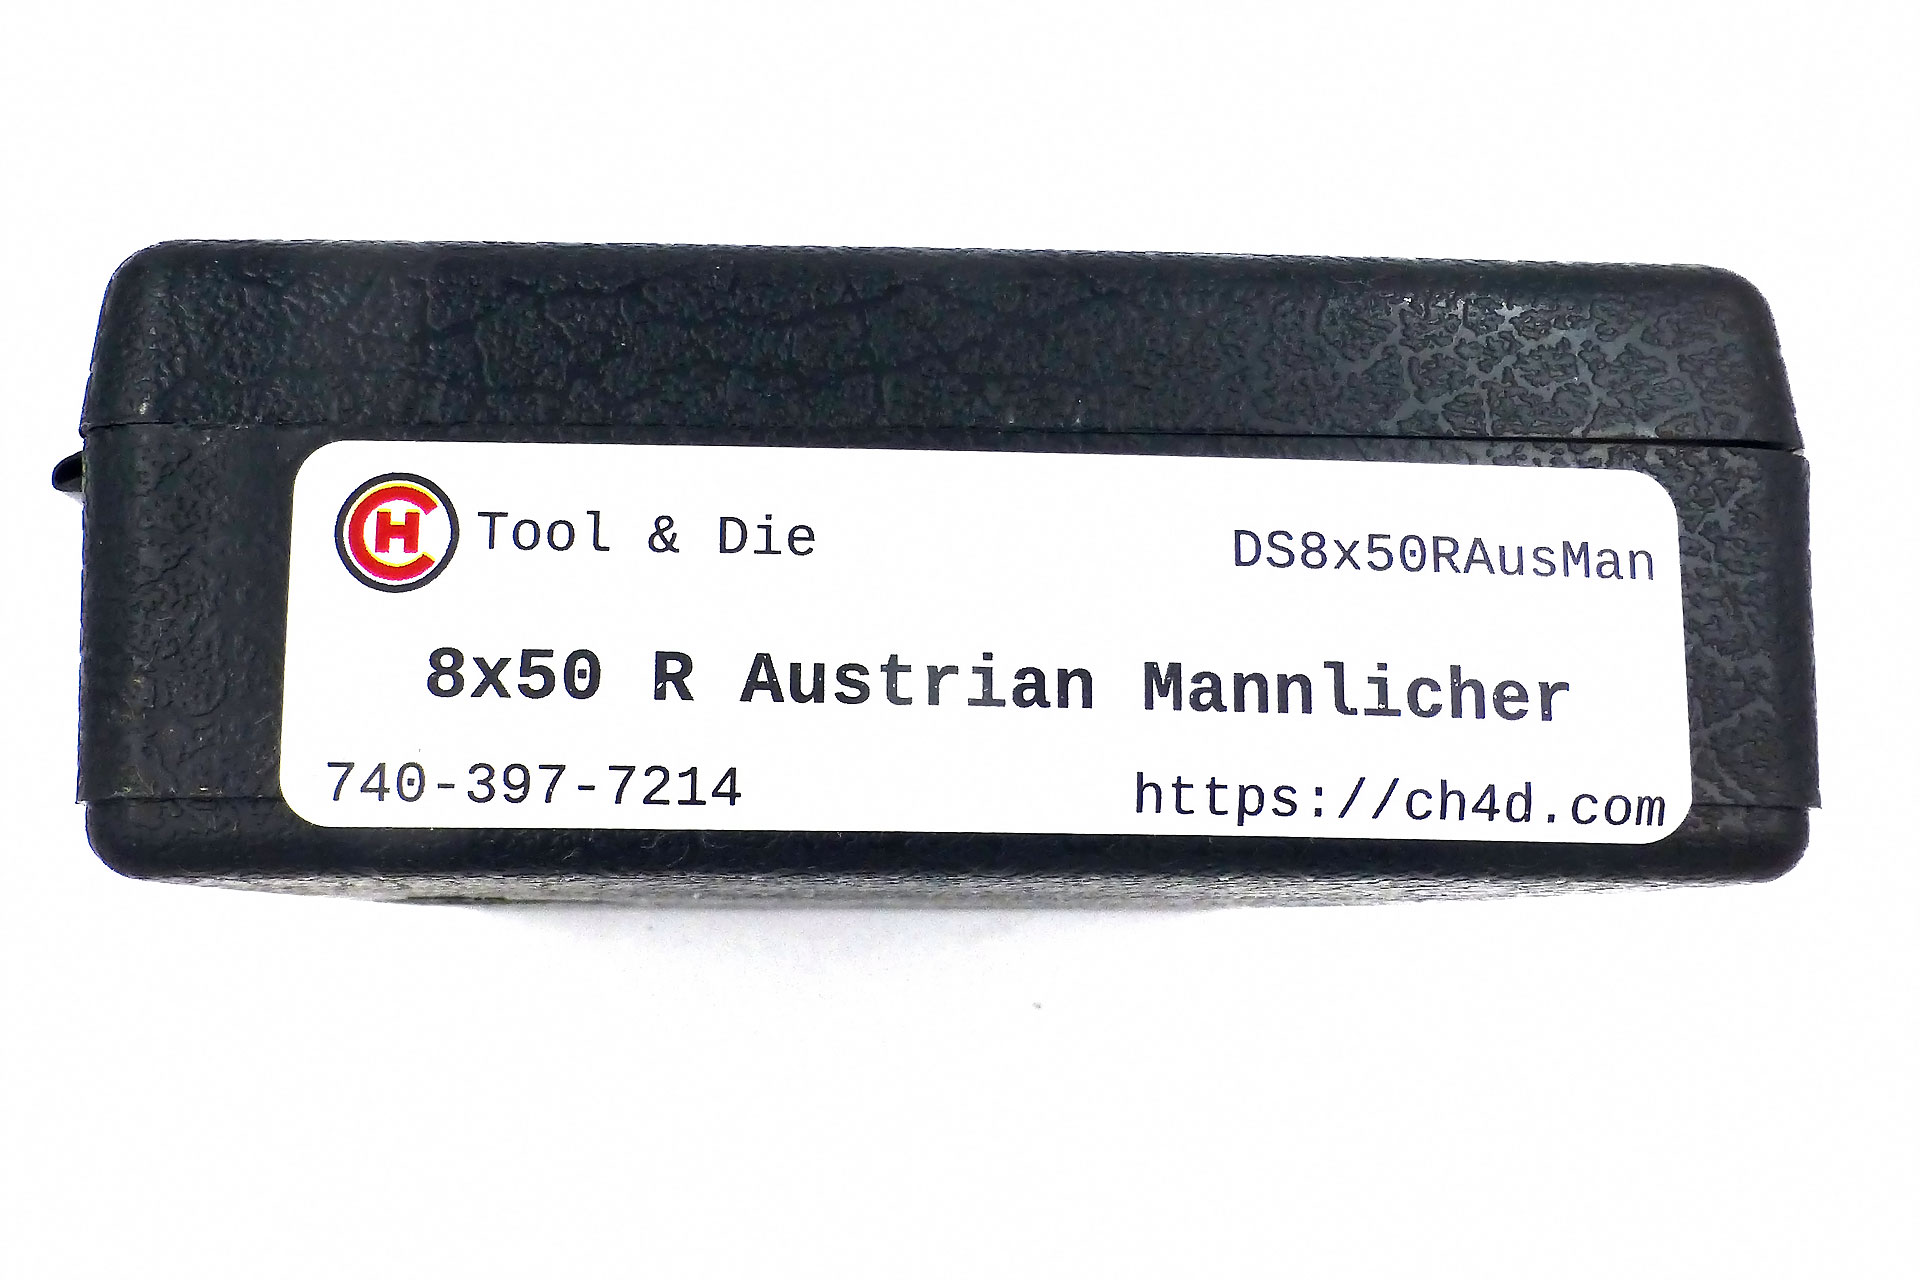 CH Tool & Die
DS8x50RAusMan
8x50 R Austrian Mannlicher
740-397-7214
https://ch4d.com